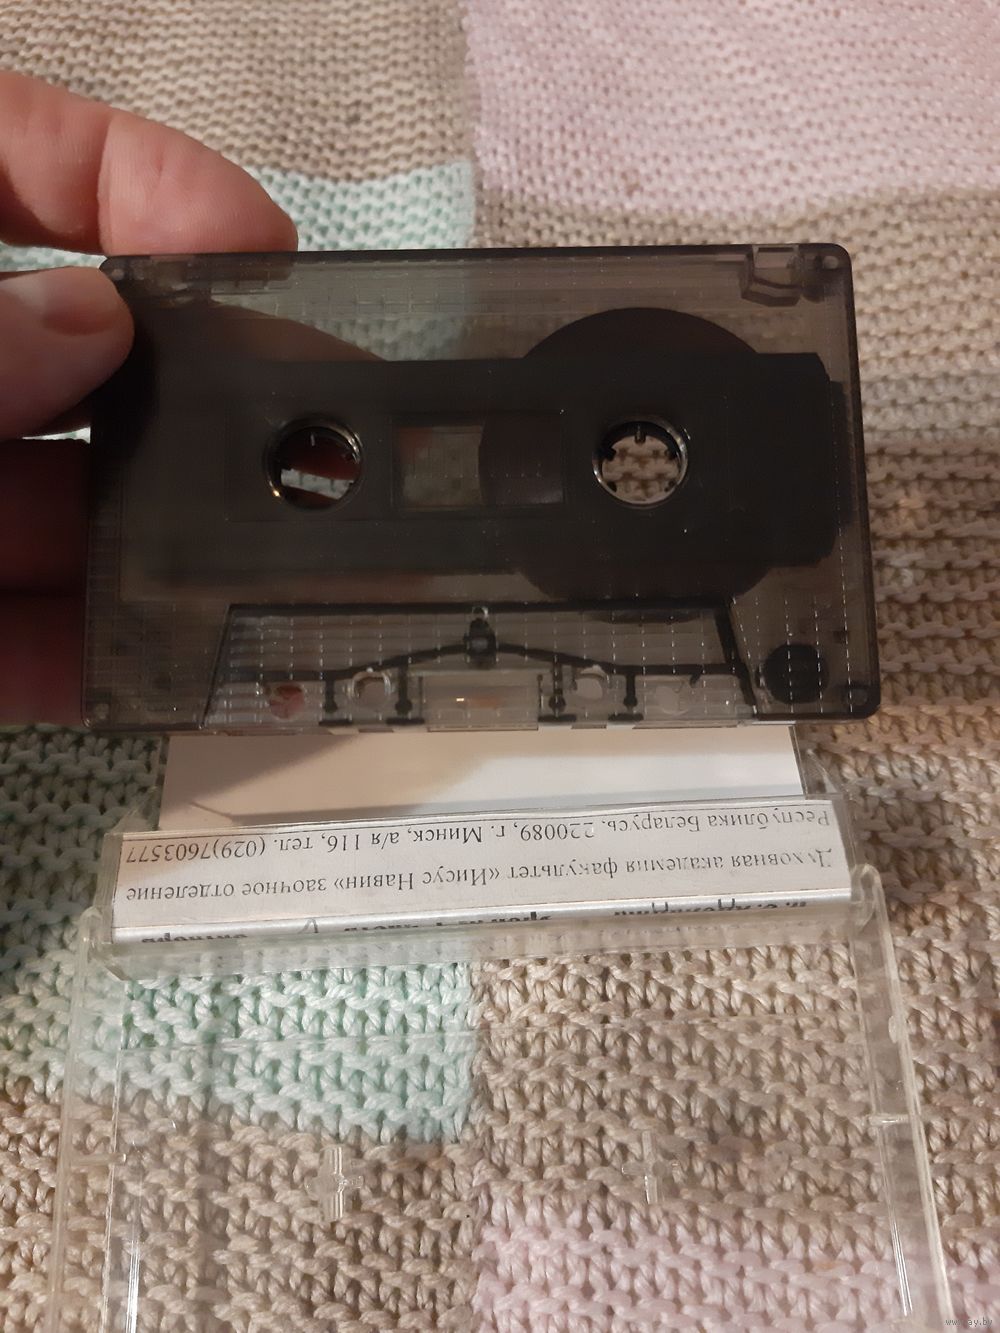 Духовная академия факультет «Иисус Навин» заочное отделение
Республика Беларусь, 220089, г. Минск, а/я 116, тел. (029)7603577